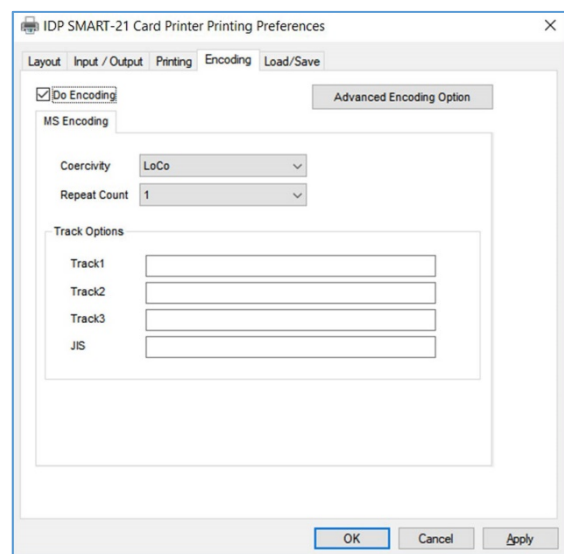 IDP SMART-21 Card Printer Printing Preferences
Layout Input / Output Printing Encoding Load/Save
Do Encoding Advanced Encoding Option
MS Encoding
Coercivity LoCo
Repeat Count 1
Track Options
Track1
Track2
Track3
JIS
OK Cancel Apply